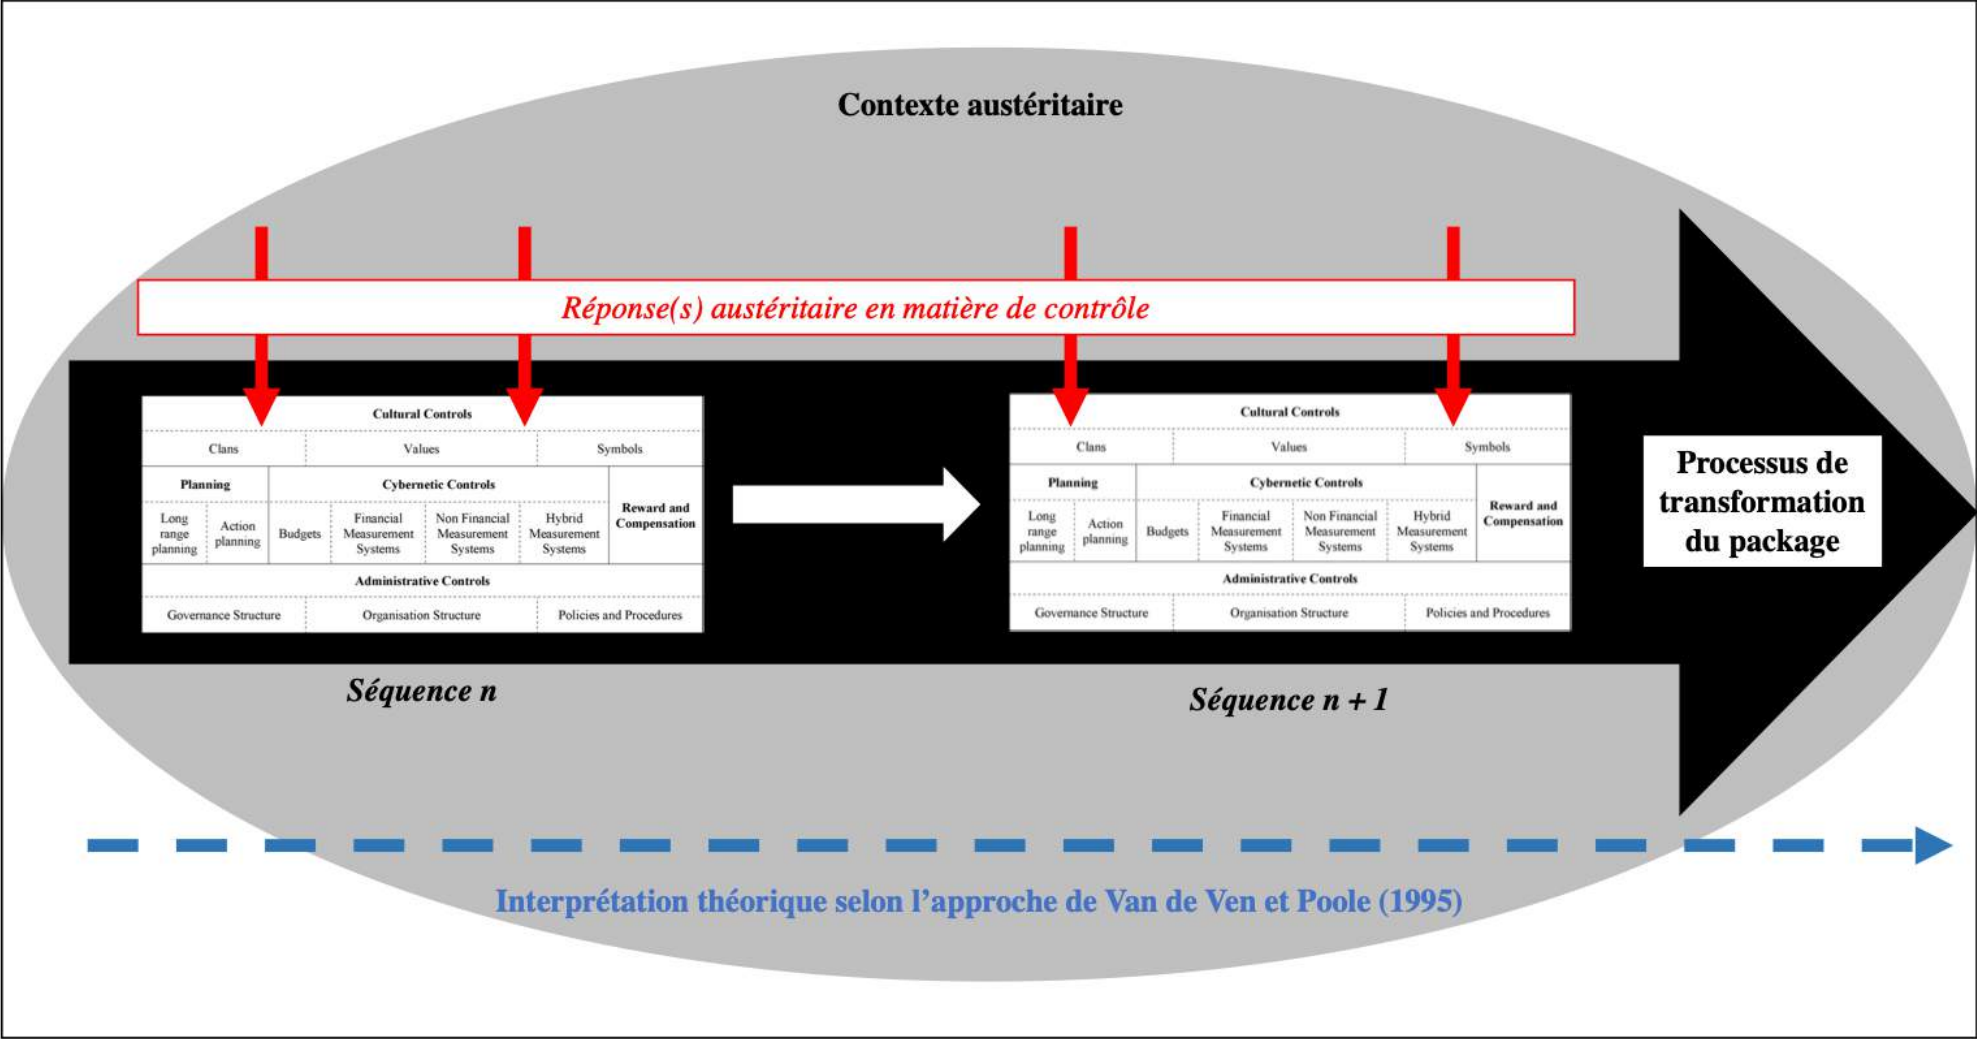 Contexte austéritaire
Réponse(s) austéritaire en matière de contrôle
Cultural Controls
Clans Values Symbols
Planning Cybernetic Controls Reward and Compensation
Long range planning Action planning Budgets Financial Measurement Systems Non Financial Measurement Systems Hybrid Measurement Systems
Administrative Controls
Governance Structure Organisation Structure Policies and Procedures
Séquence n
Cultural Controls
Clans Values Symbols
Planning Cybernetic Controls Reward and Compensation
Long range planning Action planning Budgets Financial Measurement Systems Non Financial Measurement Systems Hybrid Measurement Systems
Administrative Controls
Governance Structure Organisation Structure Policies and Procedures
Séquence n + 1
Processus de
transformation
du package
Interprétation théorique selon l’approche de Van de Ven et Poole (1995)